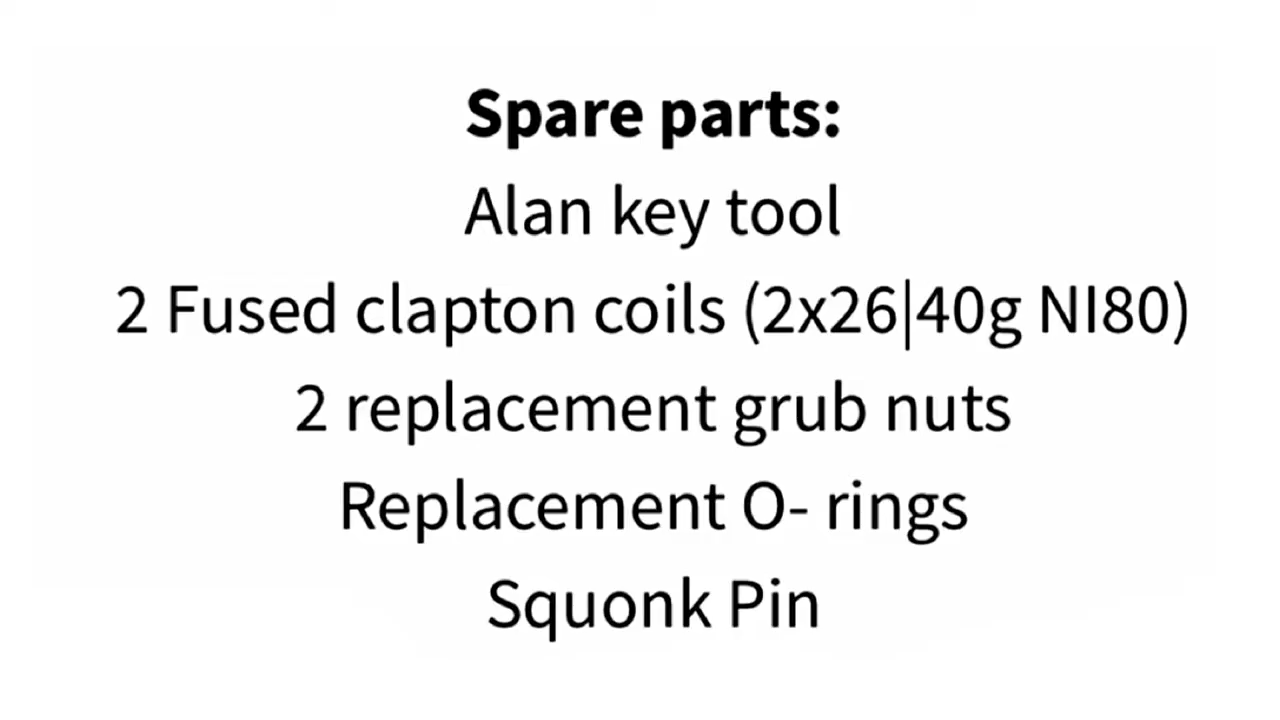 Spare parts:
Alan key tool
2 Fused clapton coils (2x26|40g NI80)
2 replacement grub nuts
Replacement O- rings
Squonk Pin